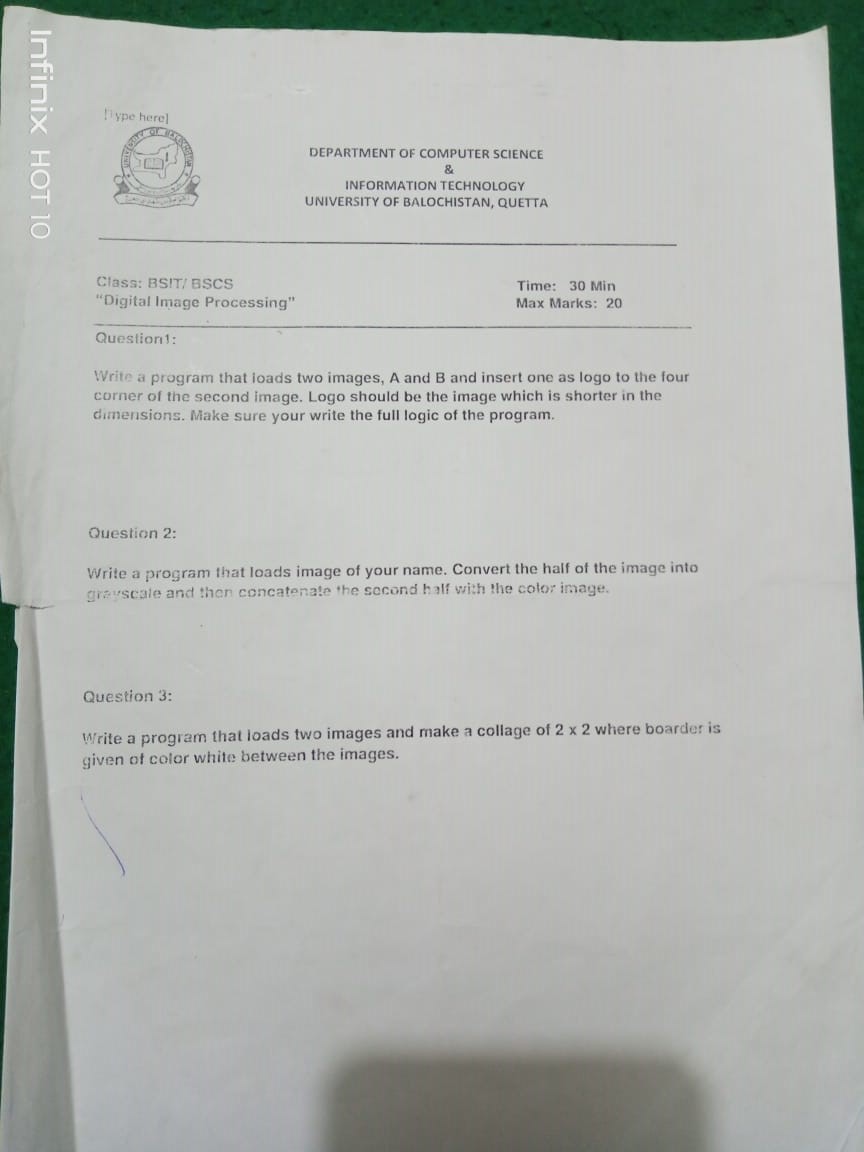 Infinix HOT 10
[Type here]
UNIVERSITY OF BALOCHISTAN
DEPARTMENT OF COMPUTER SCIENCE
&
INFORMATION TECHNOLOGY
UNIVERSITY OF BALOCHISTAN, QUETTA
Class: BSIT/ BSCS
Time: 30 Min
"Digital Image Processing"
Max Marks: 20
Question1:
Write a program that loads two images, A and B and insert one as logo to the four
corner of the second image. Logo should be the image which is shorter in the
dimensions. Make sure your write the full logic of the program.
Question 2:
Write a program that loads image of your name. Convert the half of the image into
grayscale and then concatenate the second half with the color image.
Question 3:
Write a program that loads two images and make a collage of 2 x 2 where boarder is
given of color white between the images.